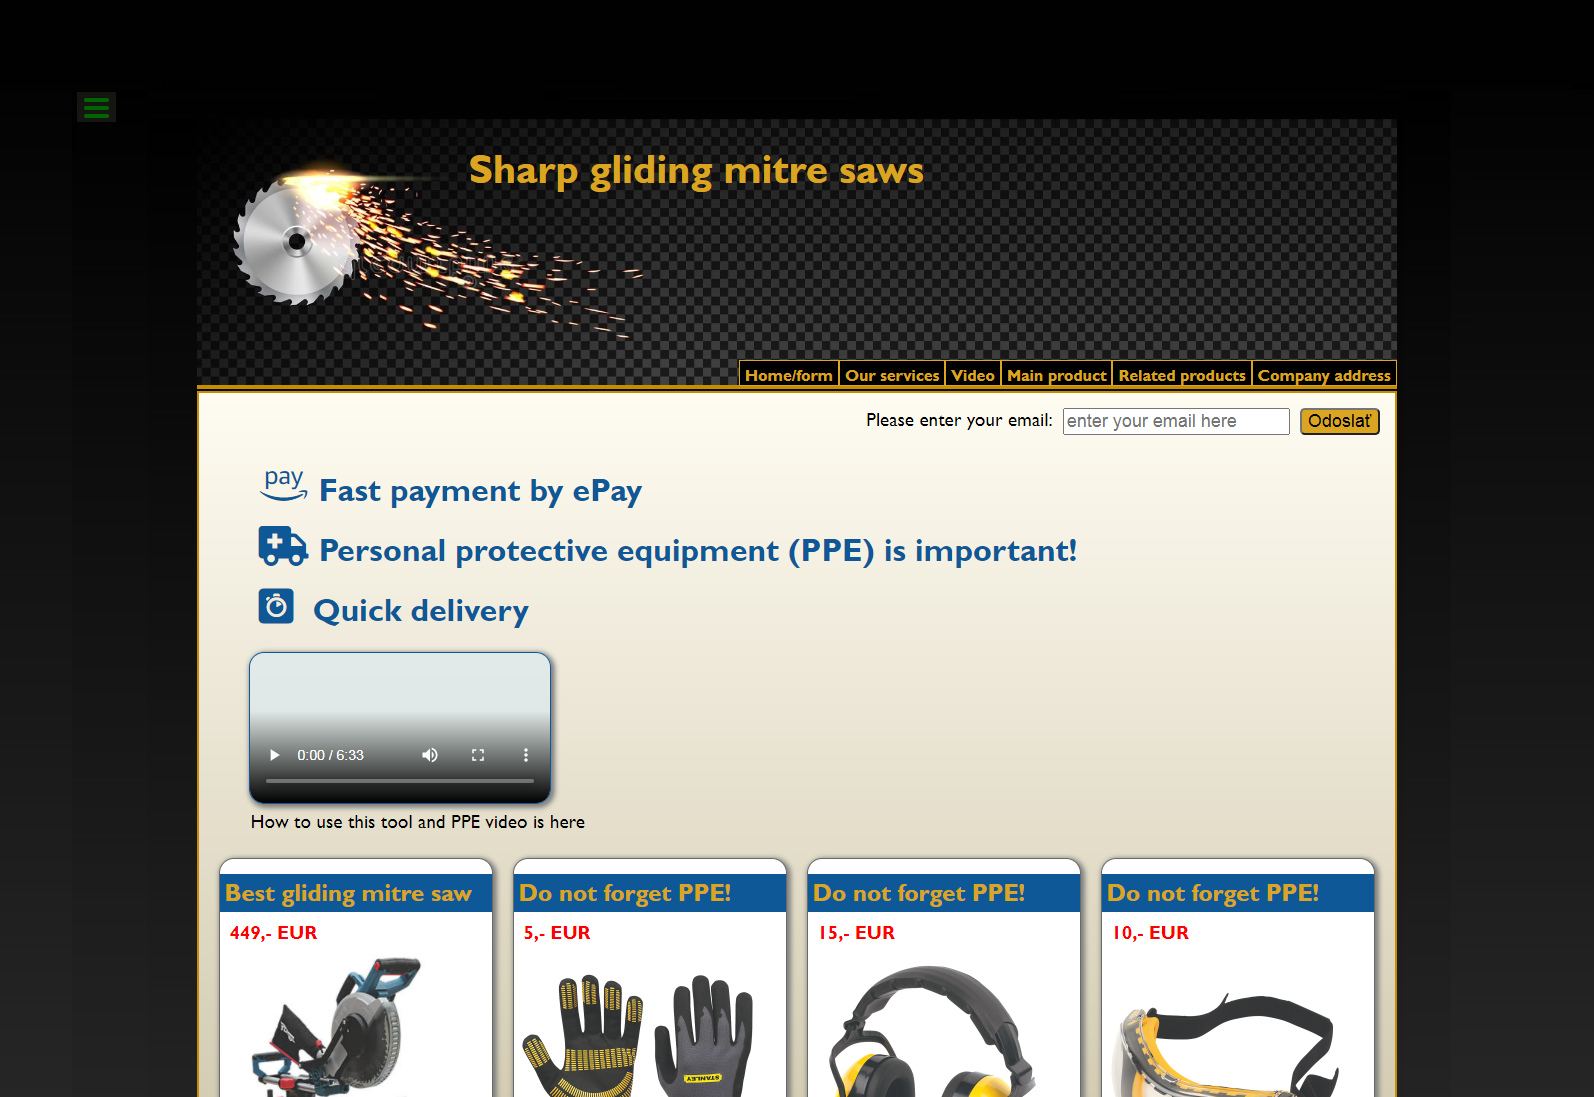 Sharp gliding mitre saws
Home/form Our services Video Main product Related products Company address
Please enter your email: enter your email here Odoslať
pay Fast payment by ePay
Personal protective equipment (PPE) is important!
Quick delivery
0:00 / 6:33
How to use this tool and PPE video is here
Best gliding mitre saw
449,- EUR
Do not forget PPE!
5,- EUR
STANLEY
Do not forget PPE!
15,- EUR
Do not forget PPE!
10,- EUR